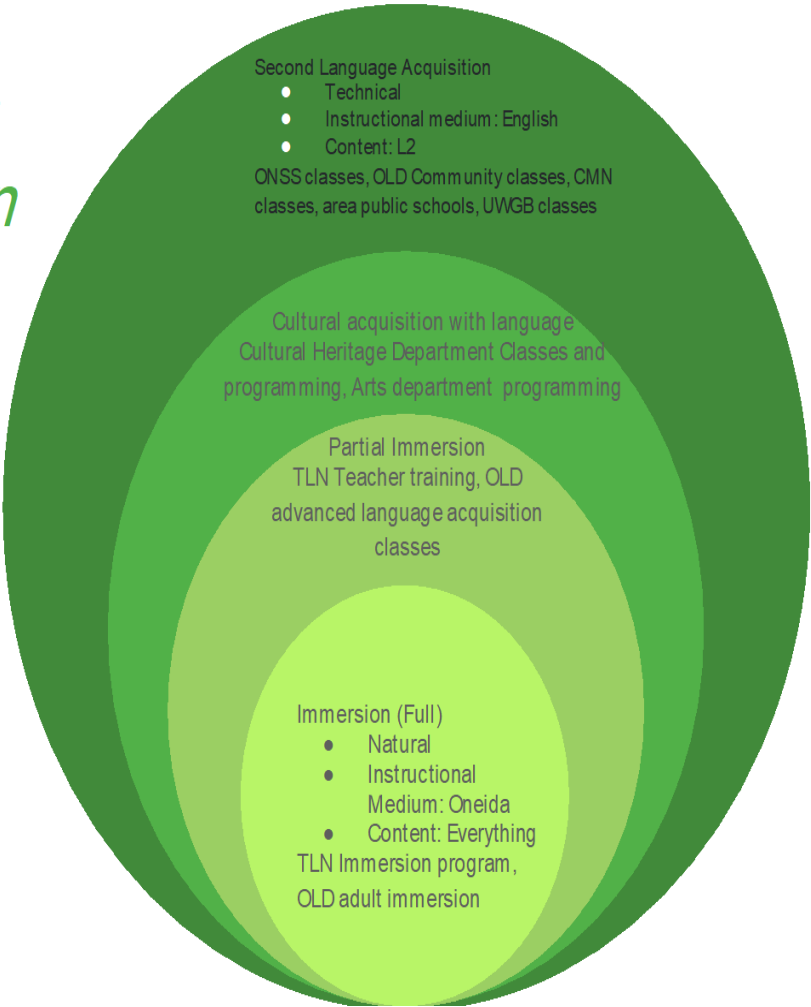 n
Second Language Acquisition
● Technical
● Instructional medium: English
● Content: L2
ONSS classes, OLD Community classes, CMN
classes, area public schools, UWGB classes
Cultural acquisition with language
Cultural Heritage Department Classes and
programming, Arts department programming
Partial Immersion
TLN Teacher training, OLD
advanced language acquisition
classes
Immersion (Full)
● Natural
● Instructional
Medium: Oneida
● Content: Everything
TLN Immersion program,
OLD adult immersion